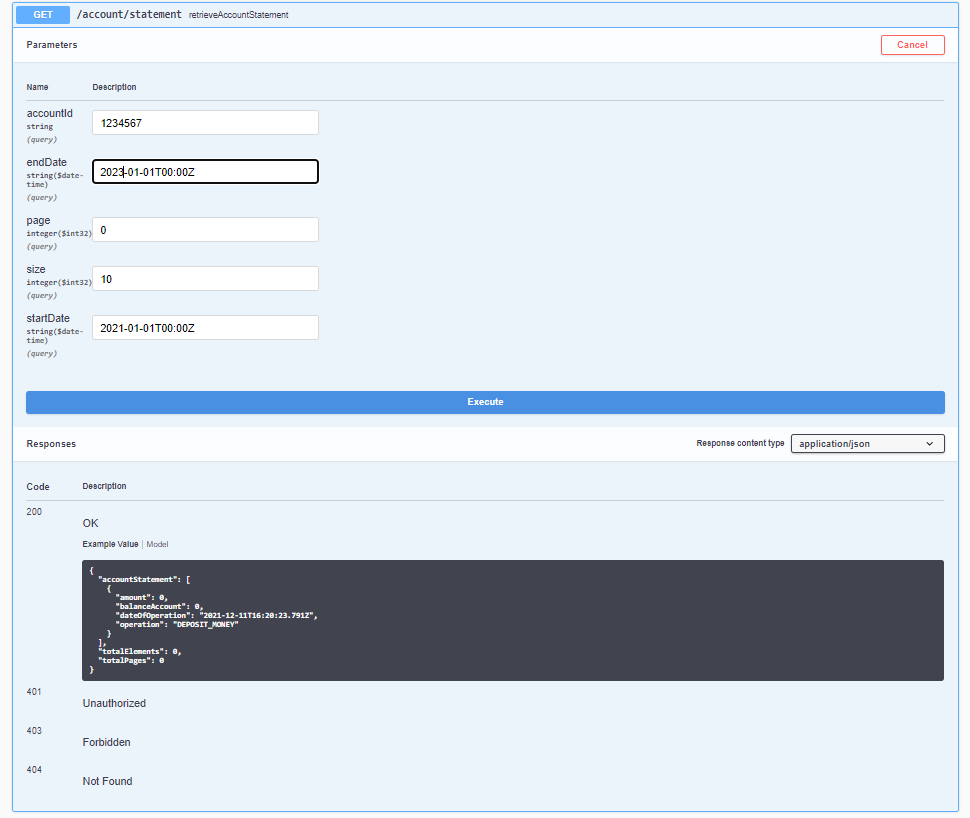 GET /account/statement retrieveAccountStatement
Parameters Cancel
Name Description
accountId
string
(query)
1234567
endDate
string($date-
time)
(query)
2023-01-01T00:00Z
page
integer($int32)
(query)
0
size
integer($int32)
(query)
10
startDate
string($date-
time)
(query)
2021-01-01T00:00Z
Execute
Responses Response content type application/json
Code Description
200
OK
Example Value Model
{
"accountStatement": [
{
"amount": 0,
"balanceAccount": 0,
"dateOfOperation": "2021-12-11T16:20:23.791Z",
"operation": "DEPOSIT_MONEY"
}
],
"totalElements": 0,
"totalPages": 0
}
401
Unauthorized
403
Forbidden
404
Not Found